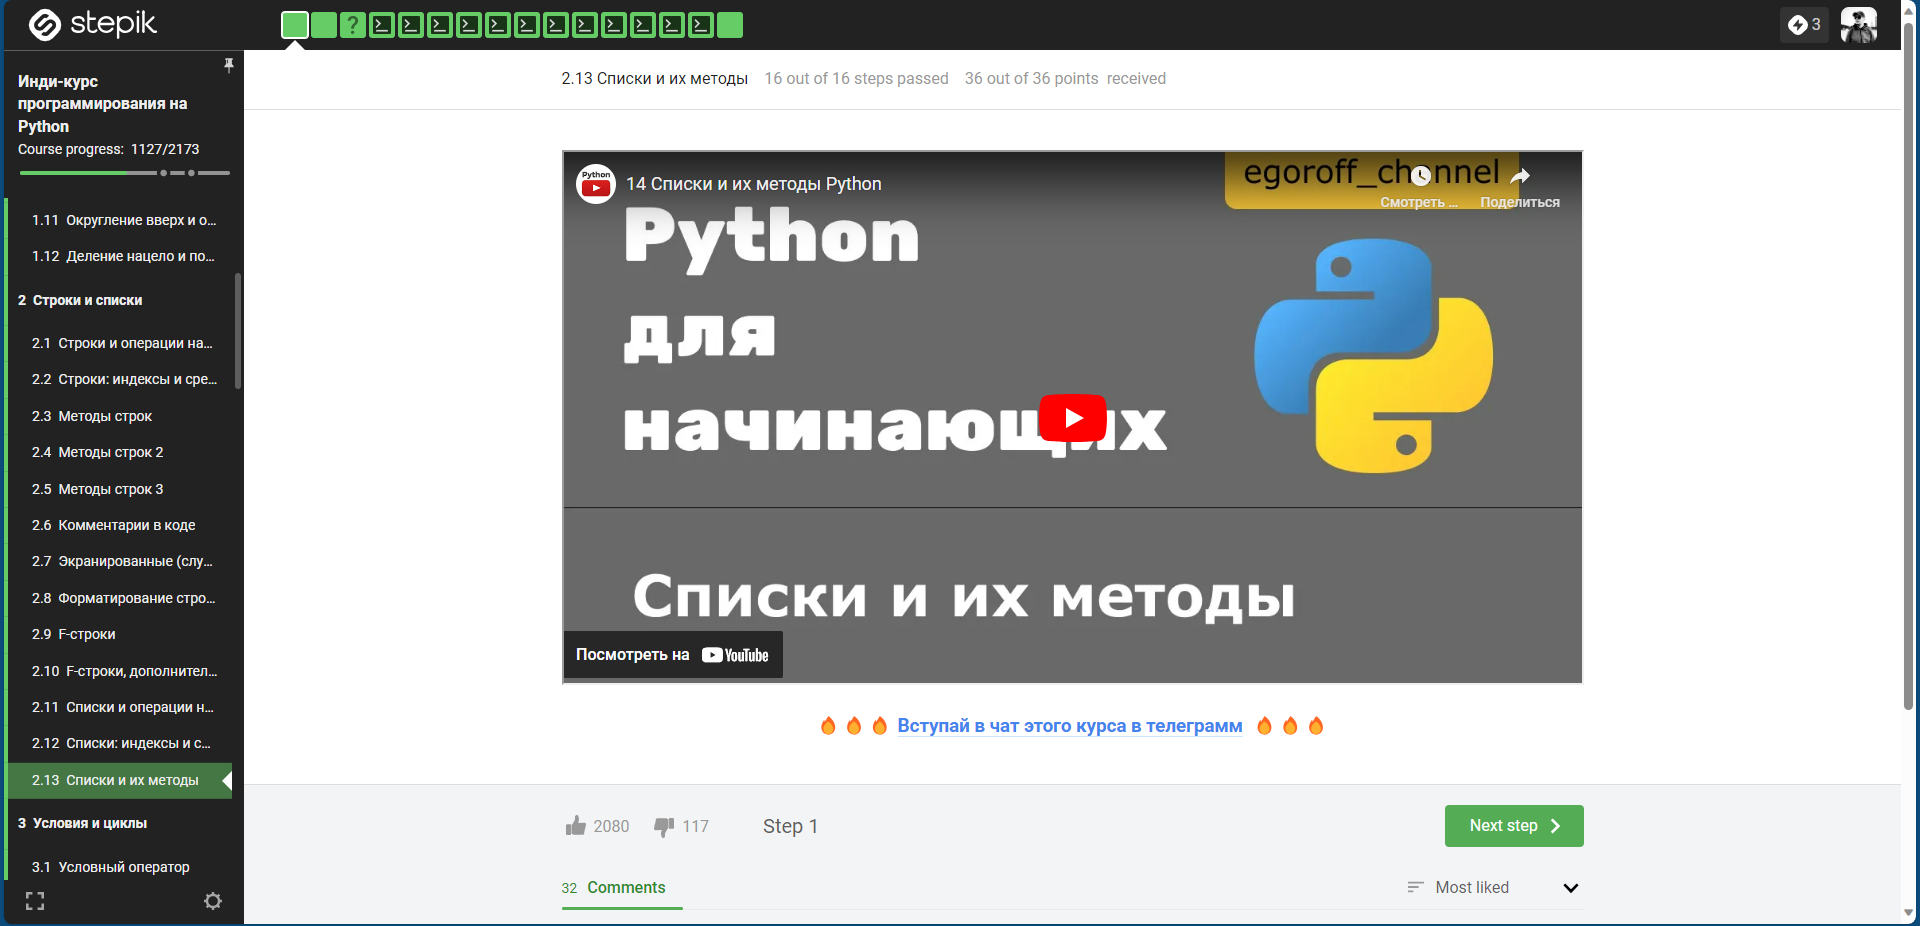 stepik
3
Инди-курс
программирования на
Python
Course progress: 1127/2173
1.11 Округление вверх и о...
1.12 Деление нацело и по...
2 Строки и списки
2.1 Строки и операции на...
2.2 Строки: индексы и сре...
2.3 Методы строк
2.4 Методы строк 2
2.5 Методы строк 3
2.6 Комментарии в коде
2.7 Экранированные (слу...
2.8 Форматирование стро...
2.9 F-строки
2.10 F-строки, дополнител...
2.11 Списки и операции н...
2.12 Списки: индексы и с...
2.13 Списки и их методы
3 Условия и циклы
3.1 Условный оператор
2.13 Списки и их методы 16 out of 16 steps passed 36 out of 36 points received
Python
14 Списки и их методы Python
egoroff_channel
Смотреть ...
Поделиться
Python
для
начинающих
Списки и их методы
Посмотреть на YouTube
Вступай в чат этого курса в телеграмм
2080 117 Step 1
Next step
32 Comments
Most liked